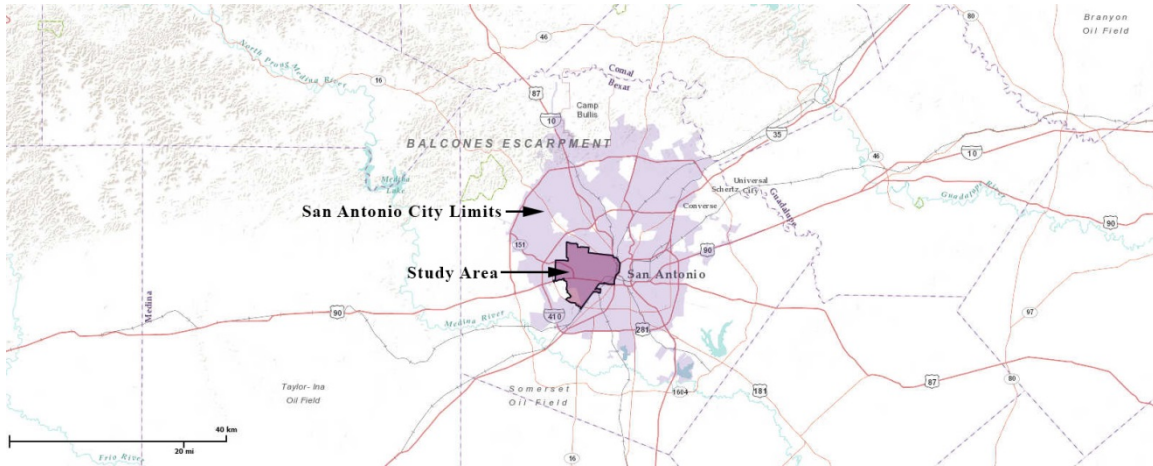 80
Branyon
Oil Field
46
North Prong Medina River
16
Comal
Bexar
87
Camp
Bullis
10
35
BALCONES ESCARPMENT
46
10
Medina
Lake
Universal
City
Schertz
Guadalupe River
San Antonio City Limits
Converse
Guadalupe
90
151
90
Study Area
San Antonio
Medina
90
Medina River
410
281
97
Taylor-Ina
Oil Field
Somerset
Oil Field
1604
181
87
80
40 km
20 mi
Frio River
16